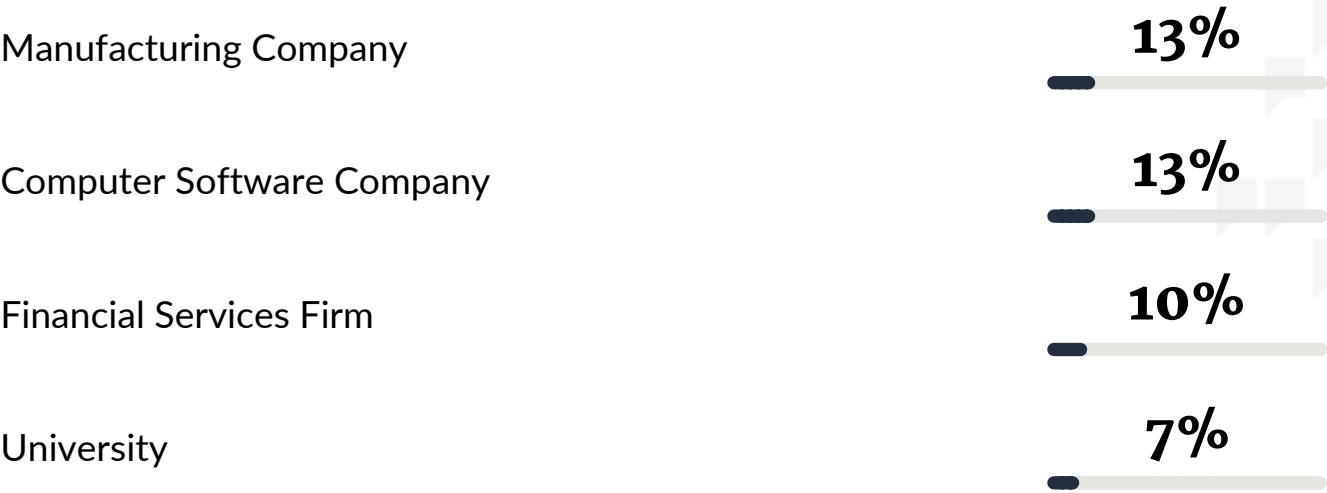 Manufacturing Company 13%
Computer Software Company 13%
Financial Services Firm 10%
University 7%